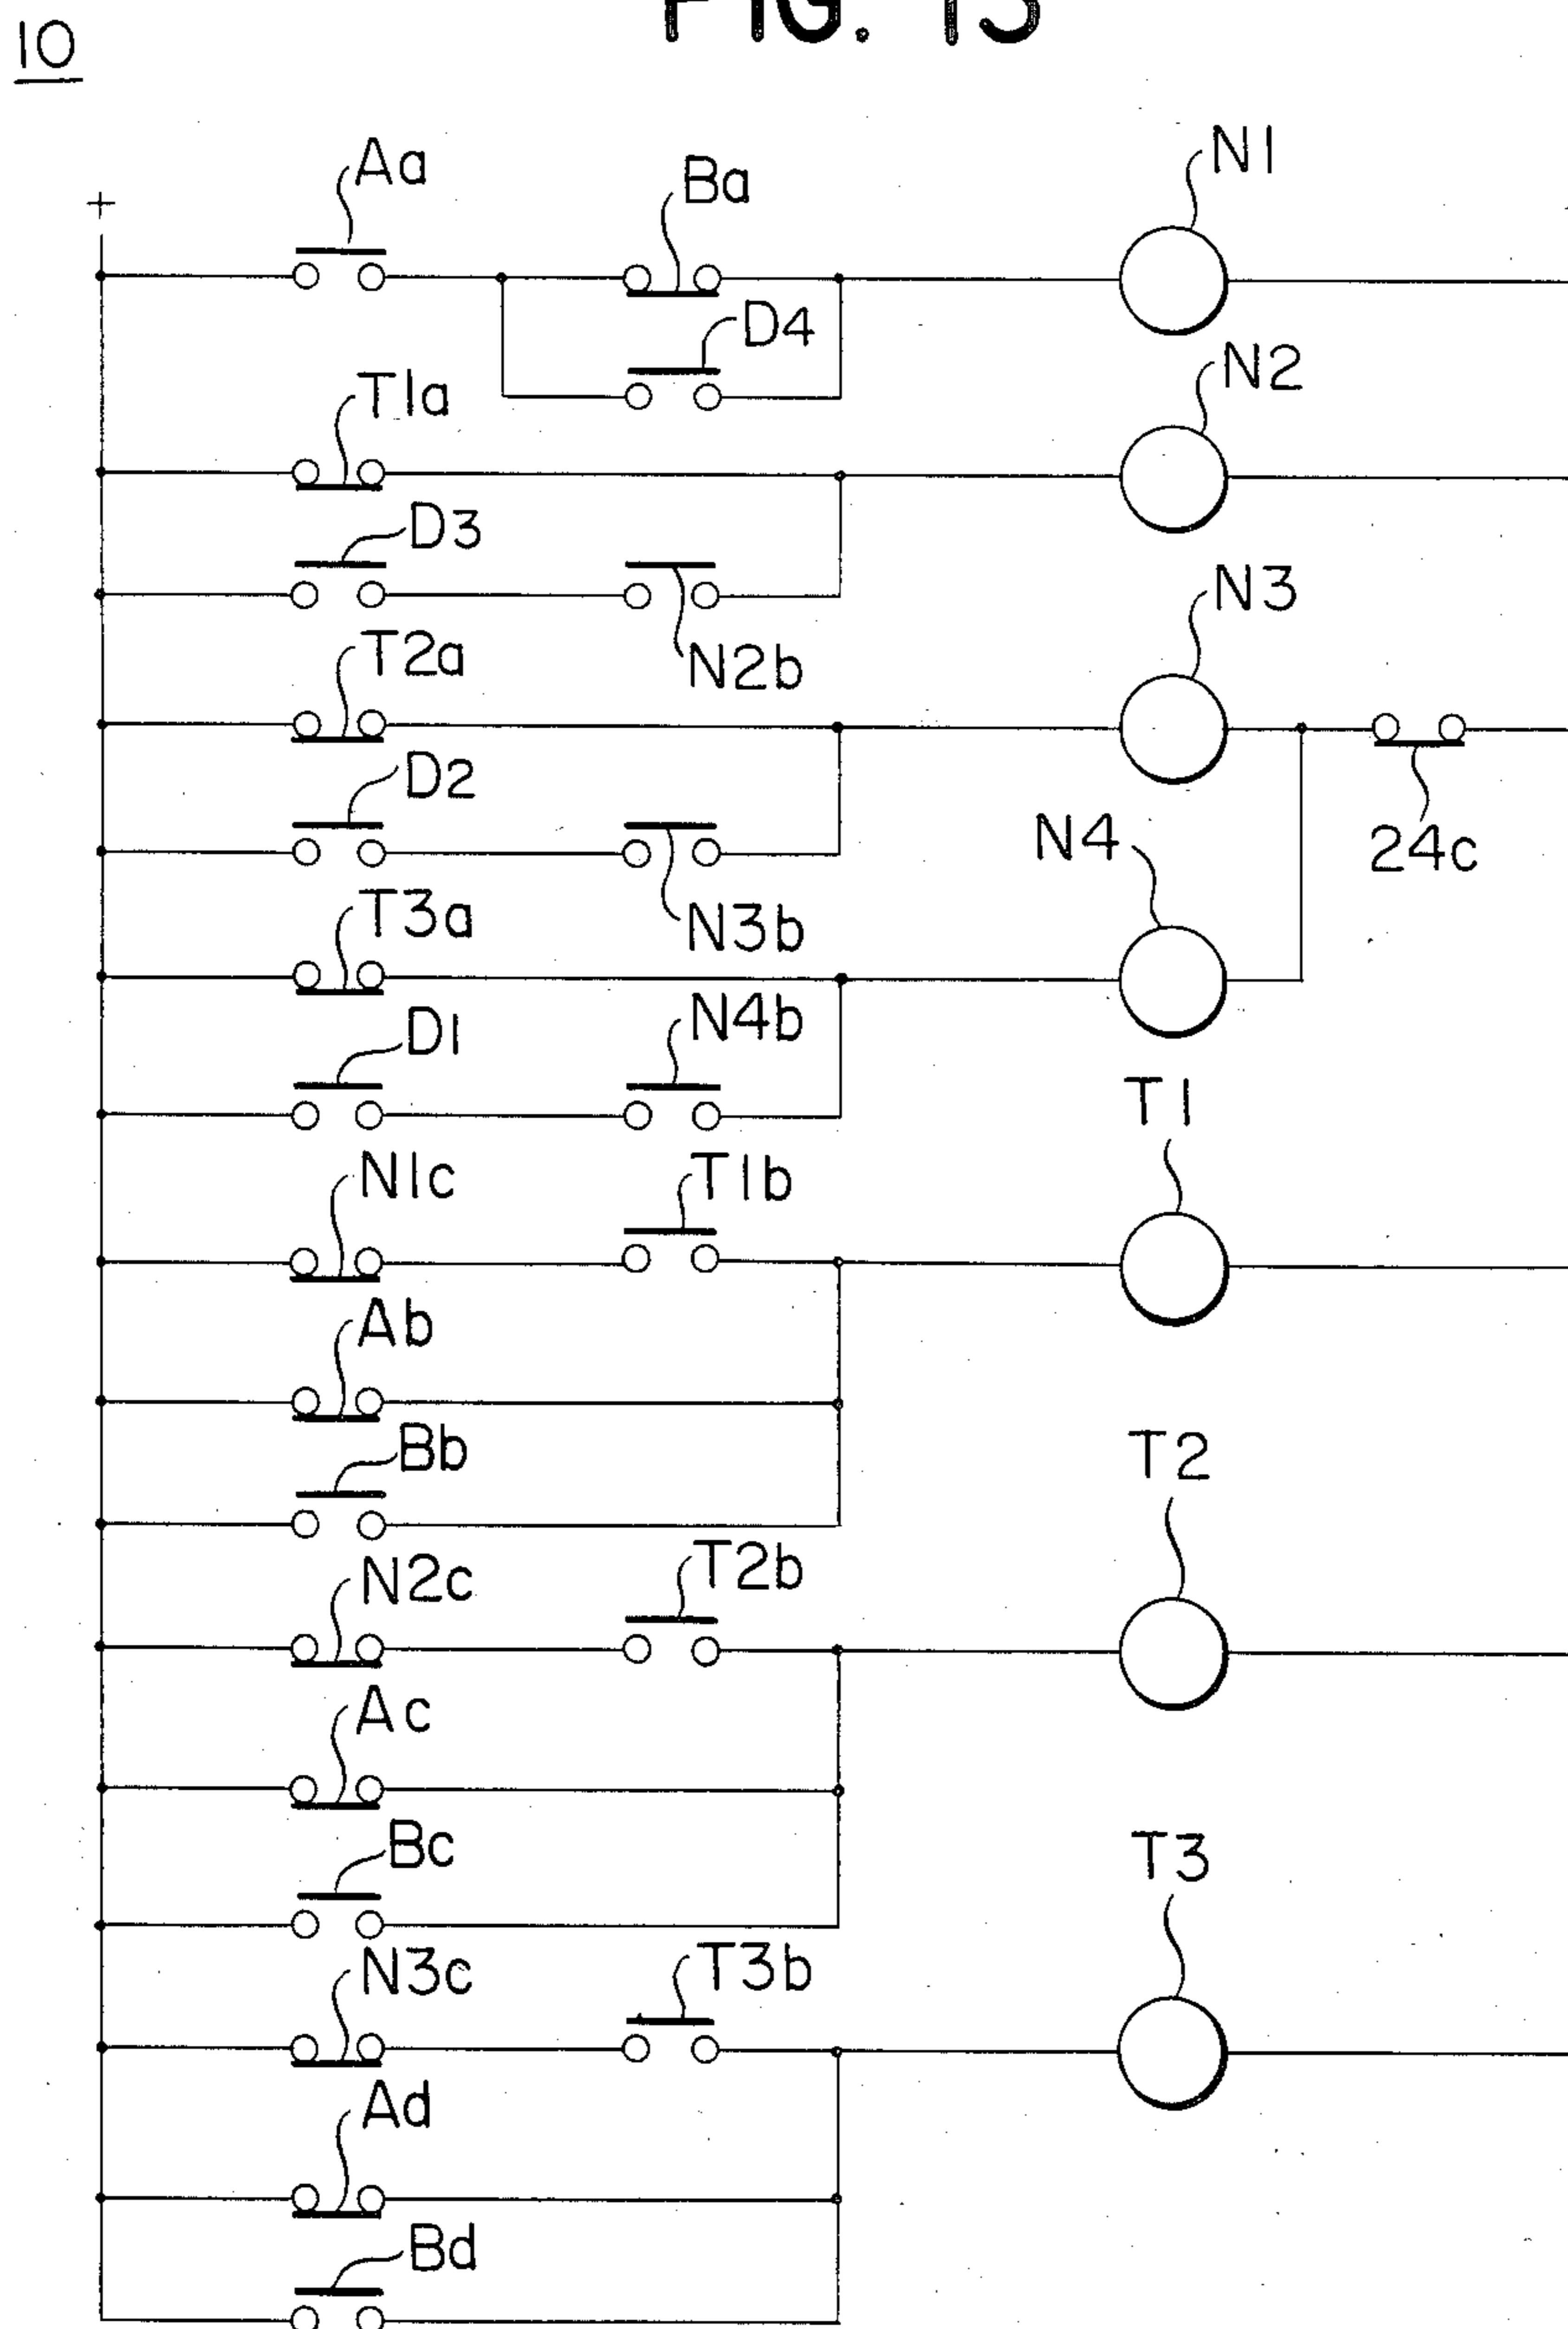 FIG. 13
10
Aa
Ba
N1
+
D4
N2
T1a
D3
N3
T2a
N2b
D2
N4
24c
T3a
N3b
N4b
D1
T1
N1c
T1b
Ab
Bb
T2
N2c
T2b
Ac
Bc
T3
N3c
T3b
Ad
Bd